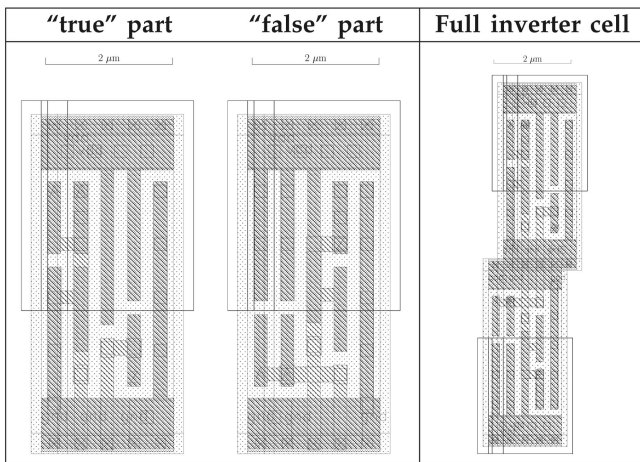 “true” part
“false” part
Full inverter cell
2 μm
2 μm
2 μm